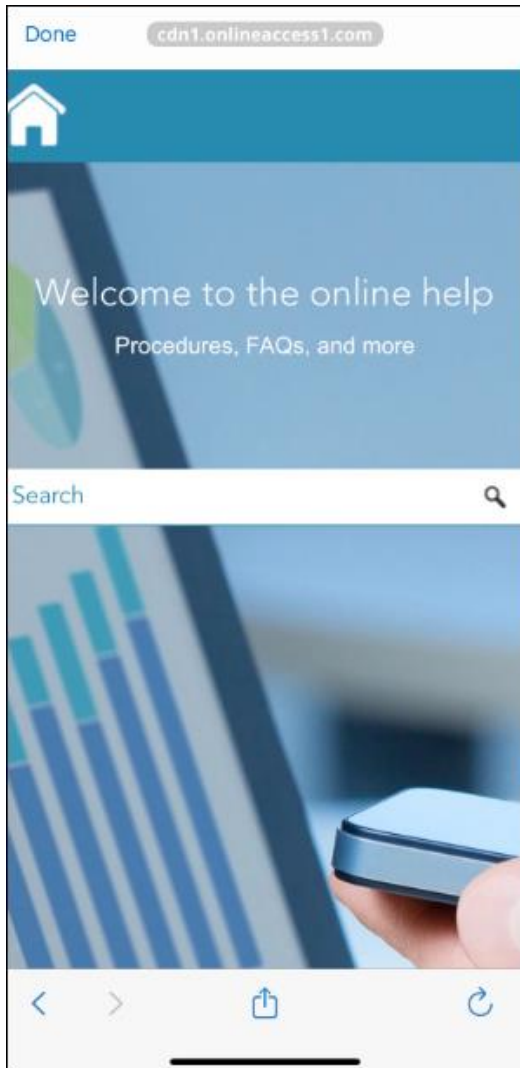 Done
cdn1.onlineaccess1.com
Welcome to the online help
Procedures, FAQs, and more
Search